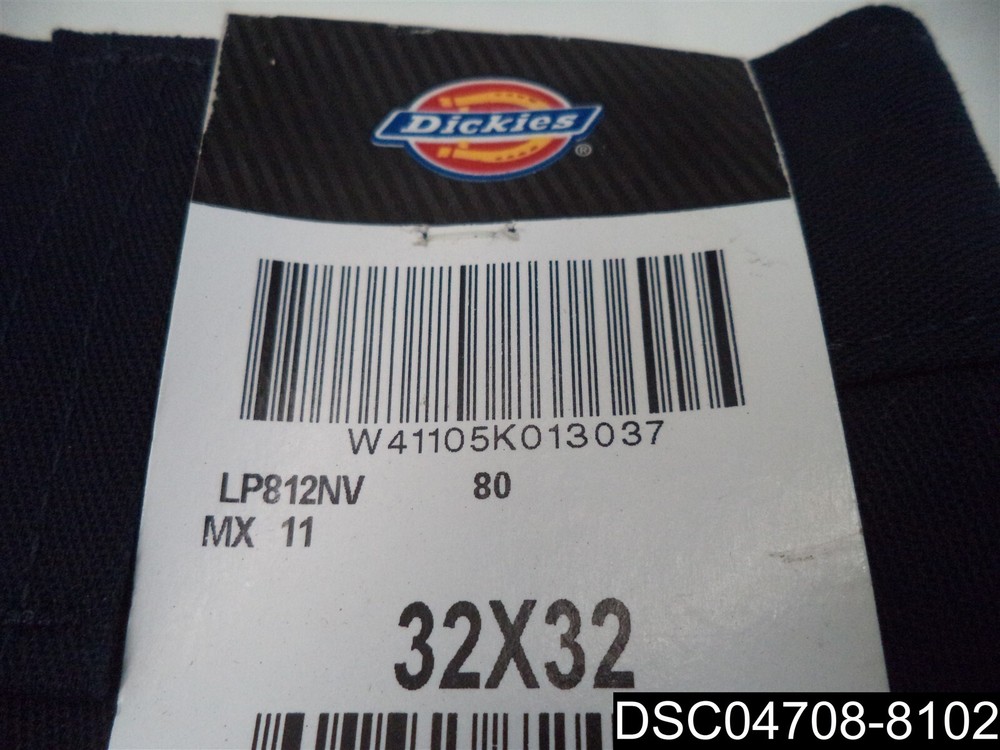 Dickies
®
W41105K013037
LP812NV 80
MX 11
32X32
DSC04708-8102